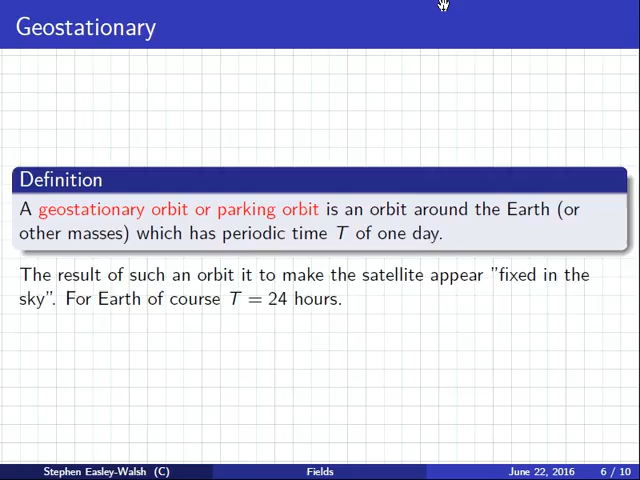 Geostationary
Definition
A geostationary orbit or parking orbit is an orbit around the Earth (or
other masses) which has periodic time T of one day.
The result of such an orbit it to make the satellite appear ”fixed in the
sky”. For Earth of course T = 24 hours.
Stephen Easley-Walsh (C) Fields June 22, 2016 6 / 10